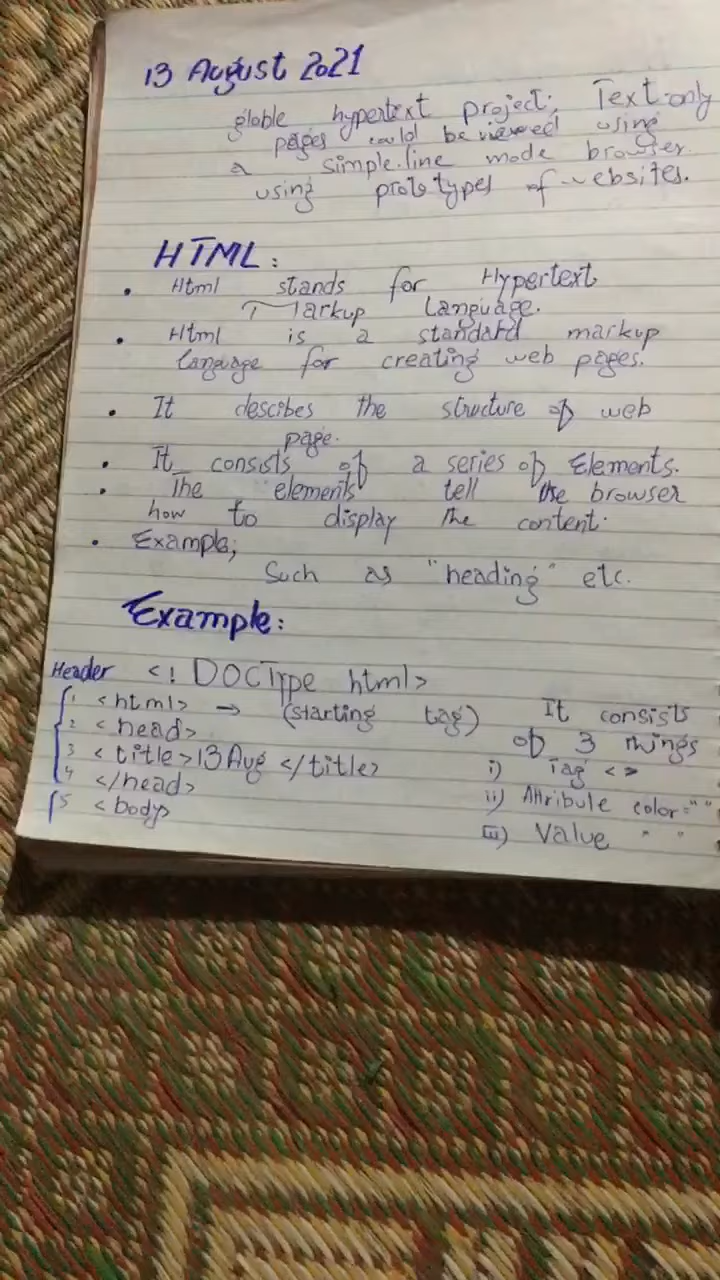 13 August 2021
globle hypertext project; Text-only
pages could be viewed using
a simple.line mode browser.
using prototypes of websites.
HTML:
• Html stands for Hypertext
Markup Language.
• Html is a standard markup
language for creating web pages.
• It descibes the structure of web
page.
• It consists of a series of Elements.
• The elements tell the browser
how to display the content.
• Example;
Such as "heading" etc.
Example:
Header <! DOCType html>
1 <html> → (starting tag) It consists
2 <head> of 3 things
3 <title>13 Aug </title> i) Tag < >
4 </head> ii) Attribute color=" "
5 <body> iii) Value " "